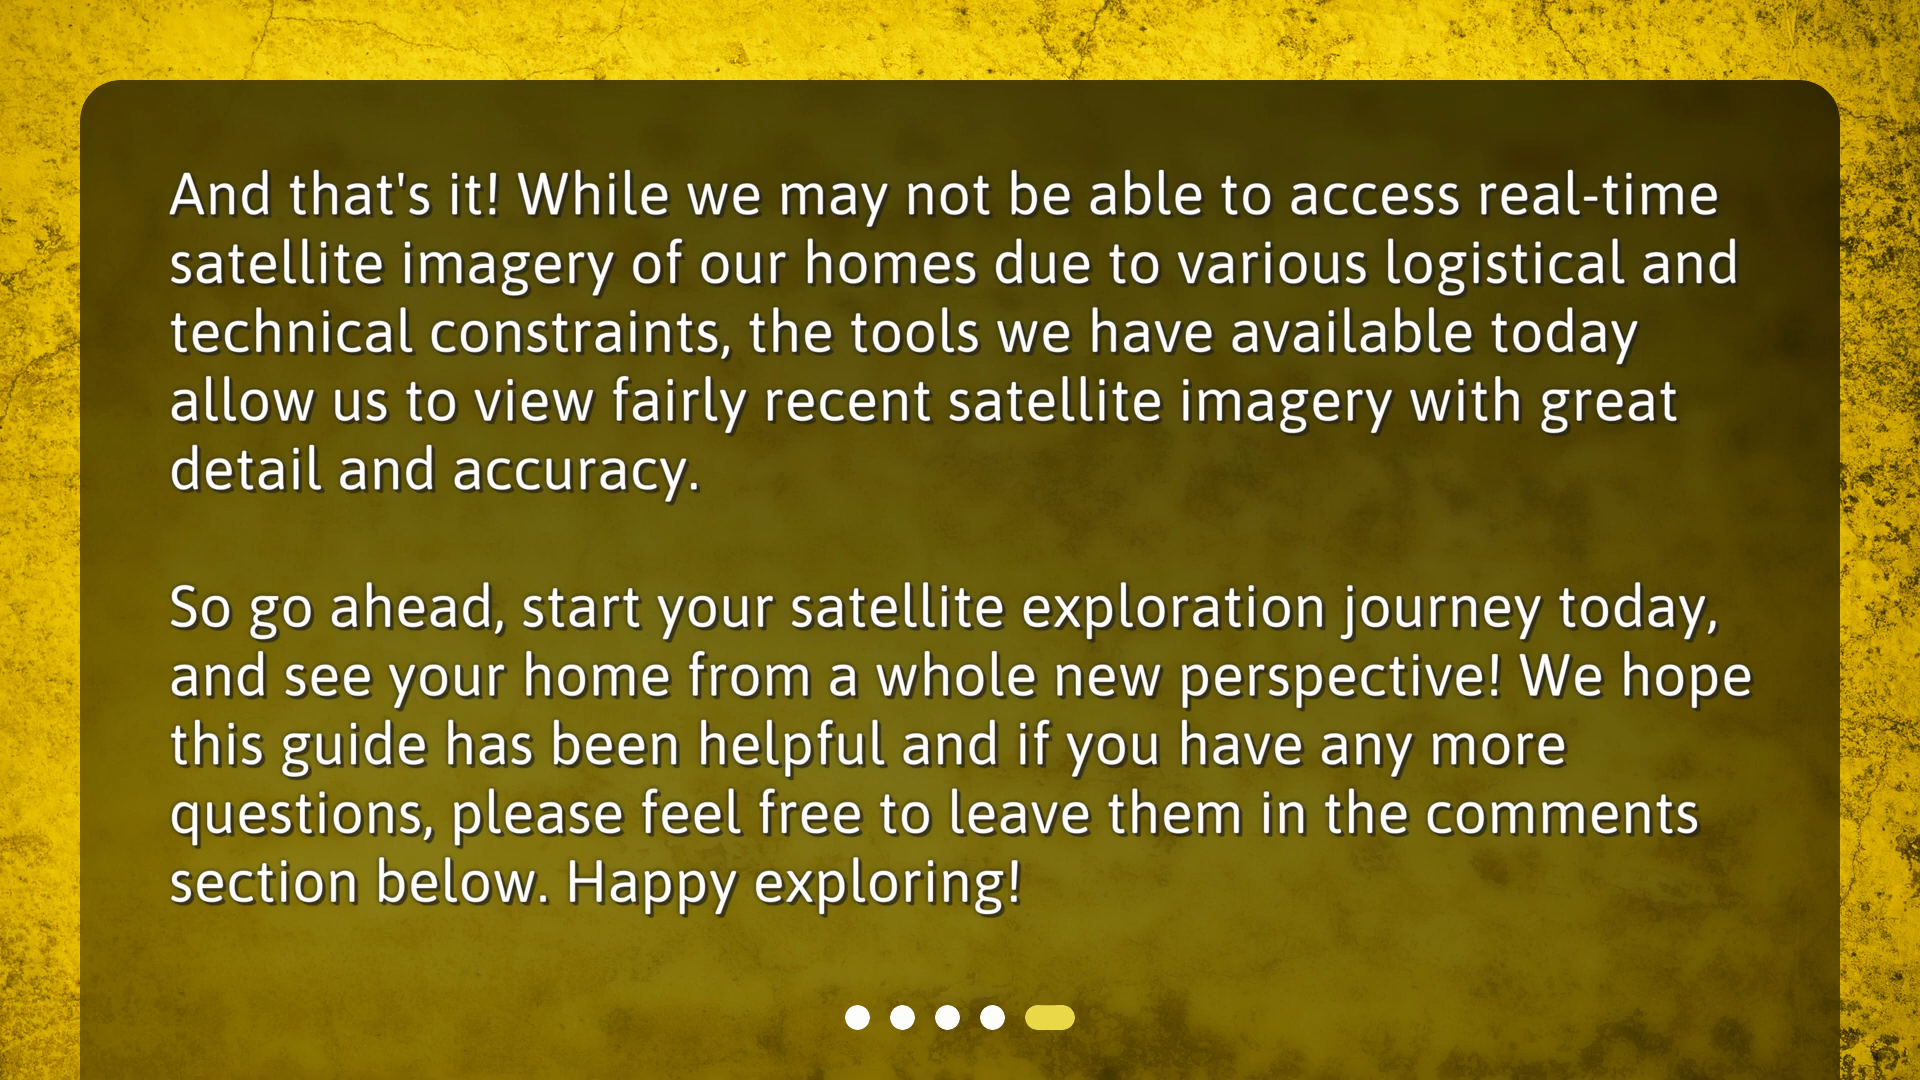 And that's it! While we may not be able to access real-time
satellite imagery of our homes due to various logistical and
technical constraints, the tools we have available today
allow us to view fairly recent satellite imagery with great
detail and accuracy.
So go ahead, start your satellite exploration journey today,
and see your home from a whole new perspective! We hope
this guide has been helpful and if you have any more
questions, please feel free to leave them in the comments
section below. Happy exploring!